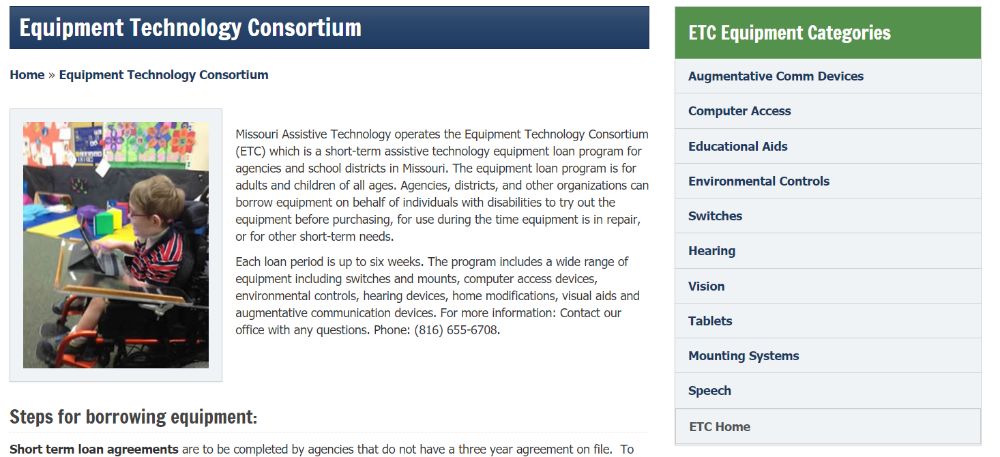 Equipment Technology Consortium
Home » Equipment Technology Consortium
Missouri Assistive Technology operates the Equipment Technology Consortium
(ETC) which is a short-term assistive technology equipment loan program for
agencies and school districts in Missouri. The equipment loan program is for
adults and children of all ages. Agencies, districts, and other organizations can
borrow equipment on behalf of individuals with disabilities to try out the
equipment before purchasing, for use during the time equipment is in repair,
or for other short-term needs.
Each loan period is up to six weeks. The program includes a wide range of
equipment including switches and mounts, computer access devices,
environmental controls, hearing devices, home modifications, visual aids and
augmentative communication devices. For more information: Contact our
office with any questions. Phone: (816) 655-6708.
Steps for borrowing equipment:
Short term loan agreements are to be completed by agencies that do not have a three year agreement on file. To
ETC Equipment Categories
Augmentative Comm Devices
Computer Access
Educational Aids
Environmental Controls
Switches
Hearing
Vision
Tablets
Mounting Systems
Speech
ETC Home